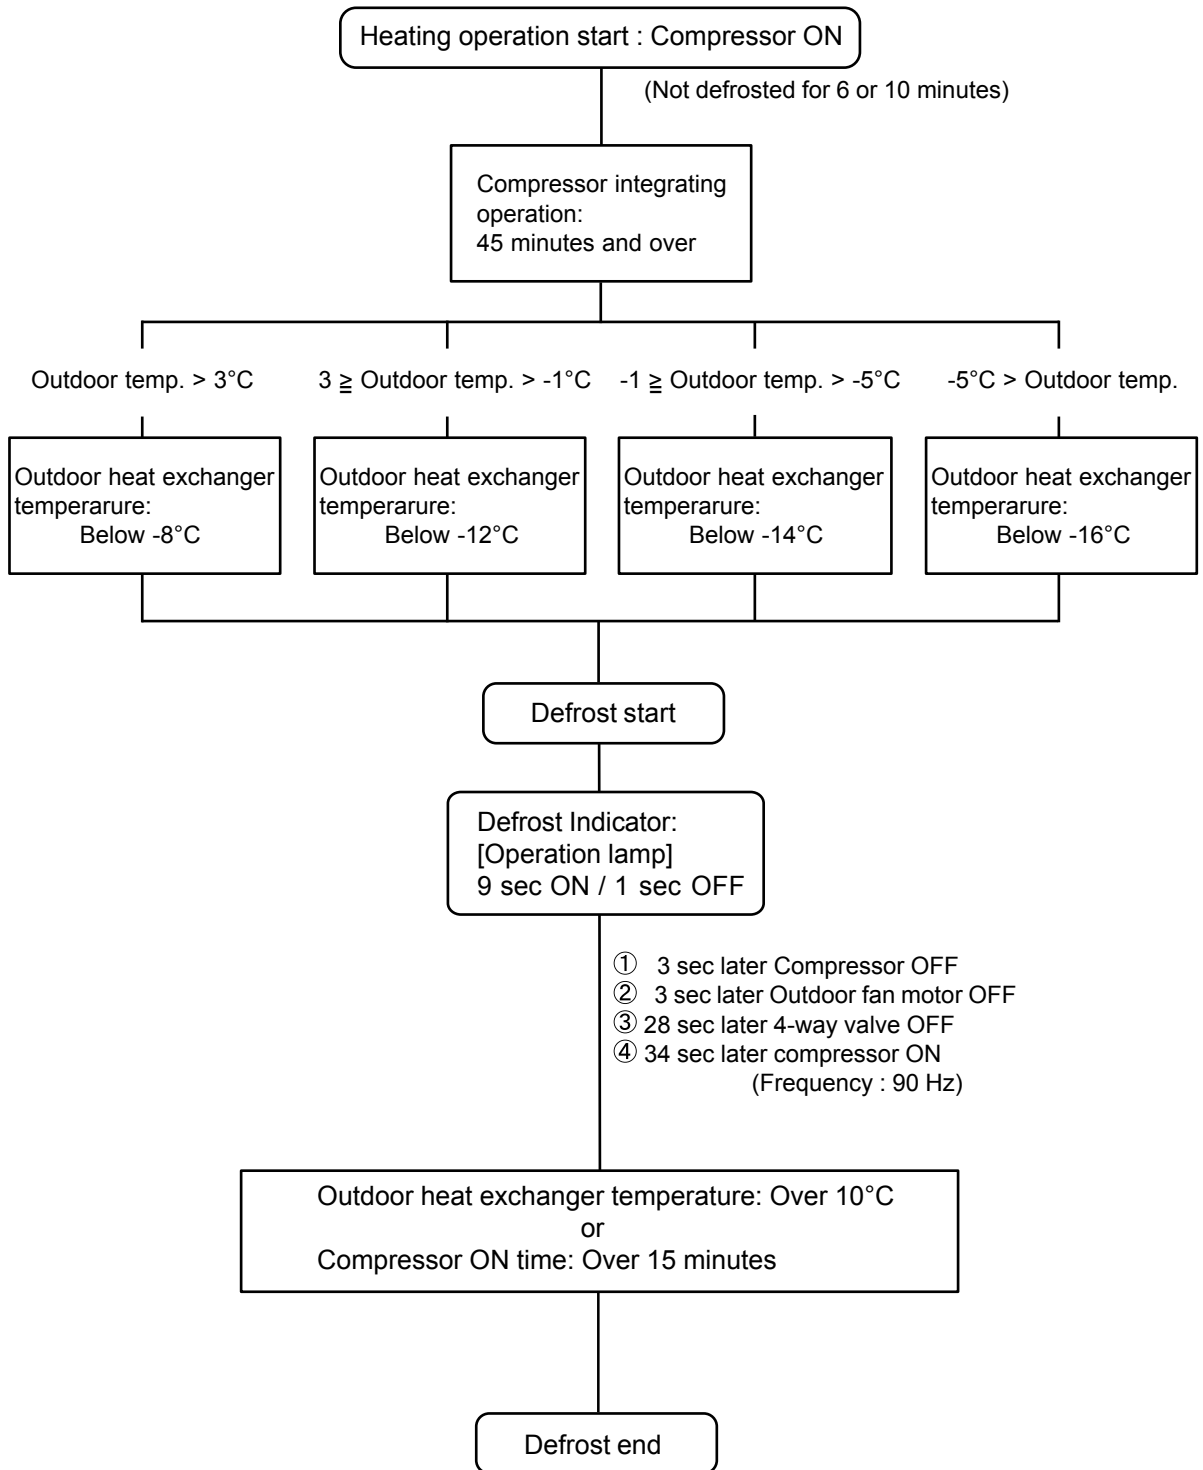 Heating operation start : Compressor ON
(Not defrosted for 6 or 10 minutes)
Compressor integrating
operation:
45 minutes and over
Outdoor temp. > 3°C
3 ≧ Outdoor temp. > -1°C
-1 ≧ Outdoor temp. > -5°C
-5°C > Outdoor temp.
Outdoor heat exchanger
temperarure:
Below -8°C
Outdoor heat exchanger
temperarure:
Below -12°C
Outdoor heat exchanger
temperarure:
Below -14°C
Outdoor heat exchanger
temperarure:
Below -16°C
Defrost start
Defrost Indicator:
[Operation lamp]
9 sec ON / 1 sec OFF
① 3 sec later Compressor OFF
② 3 sec later Outdoor fan motor OFF
③ 28 sec later 4-way valve OFF
④ 34 sec later compressor ON
(Frequency : 90 Hz)
Outdoor heat exchanger temperature: Over 10°C
or
Compressor ON time: Over 15 minutes
Defrost end